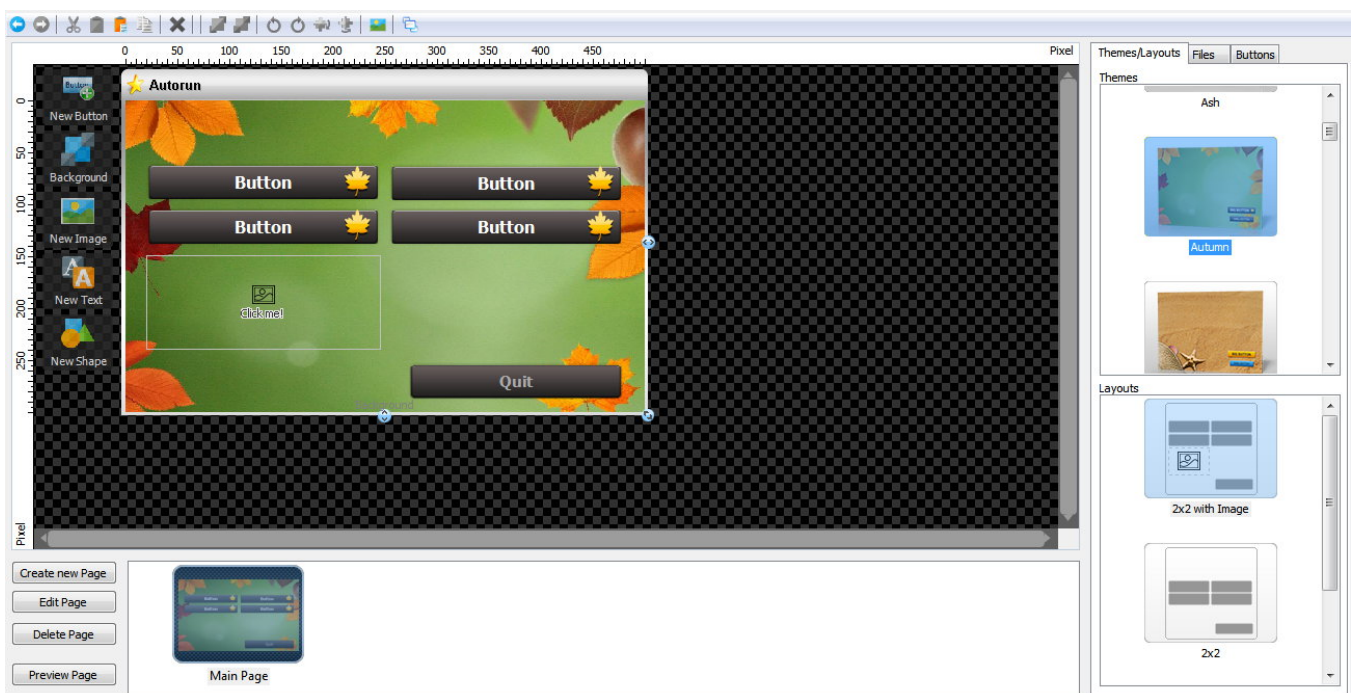 0 50 100 150 200 250 300 350 400 450 Pixel
Themes/Layouts Files Buttons
Themes
Ash
Autumn
Layouts
2x2 with Image
2x2
Button
New Button
Background
New Image
New Text
New Shape
0
50
100
150
200
250
Pixel
Autorun
Button Button
Button Button
Click me!
Quit
Background
Create new Page
Edit Page
Delete Page
Preview Page
Main Page